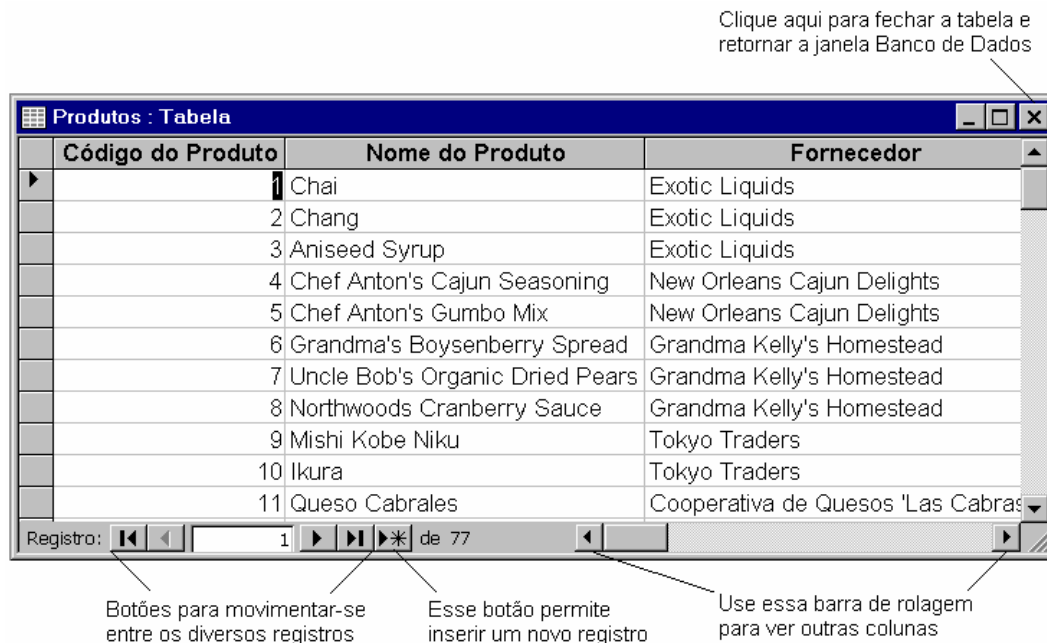 Clique aqui para fechar a tabela e
retornar a janela Banco de Dados
Produtos : Tabela
Código do Produto Nome do Produto Fornecedor
1 Chai Exotic Liquids
2 Chang Exotic Liquids
3 Aniseed Syrup Exotic Liquids
4 Chef Anton's Cajun Seasoning New Orleans Cajun Delights
5 Chef Anton's Gumbo Mix New Orleans Cajun Delights
6 Grandma's Boysenberry Spread Grandma Kelly's Homestead
7 Uncle Bob's Organic Dried Pears Grandma Kelly's Homestead
8 Northwoods Cranberry Sauce Grandma Kelly's Homestead
9 Mishi Kobe Niku Tokyo Traders
10 Ikura Tokyo Traders
11 Queso Cabrales Cooperativa de Quesos 'Las Cabras
Registro: 1 de 77
Botões para movimentar-se
entre os diversos registros
Esse botão permite
inserir um novo registro
Use essa barra de rolagem
para ver outras colunas